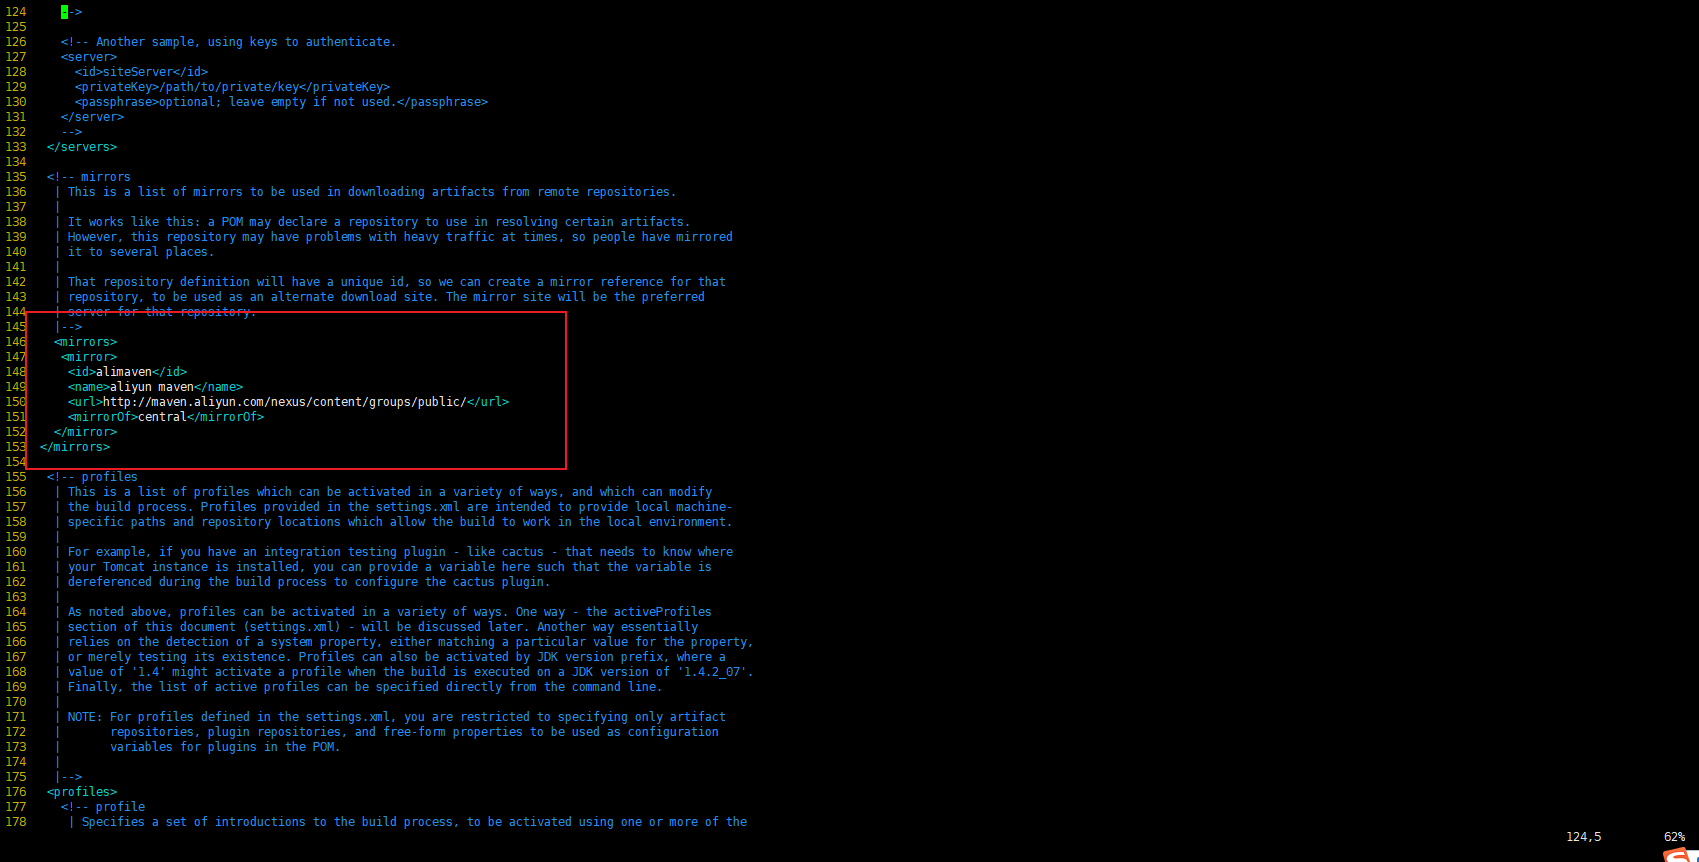 124     -->
125
126     <!-- Another sample, using keys to authenticate.
127     <server>
128       <id>siteServer</id>
129       <privateKey>/path/to/private/key</privateKey>
130       <passphrase>optional; leave empty if not used.</passphrase>
131     </server>
132     -->
133   </servers>
134
135   <!-- mirrors
136    | This is a list of mirrors to be used in downloading artifacts from remote repositories.
137    |
138    | It works like this: a POM may declare a repository to use in resolving certain artifacts.
139    | However, this repository may have problems with heavy traffic at times, so people have mirrored
140    | it to several places.
141    |
142    | That repository definition will have a unique id, so we can create a mirror reference for that
143    | repository, to be used as an alternate download site. The mirror site will be the preferred
144    | server for that repository.
145    |-->
146    <mirrors>
147     <mirror>
148      <id>alimaven</id>
149      <name>aliyun maven</name>
150      <url>http://maven.aliyun.com/nexus/content/groups/public/</url>
151      <mirrorOf>central</mirrorOf>
152    </mirror>
153  </mirrors>
154
155   <!-- profiles
156    | This is a list of profiles which can be activated in a variety of ways, and which can modify
157    | the build process. Profiles provided in the settings.xml are intended to provide local machine-
158    | specific paths and repository locations which allow the build to work in the local environment.
159    |
160    | For example, if you have an integration testing plugin - like cactus - that needs to know where
161    | your Tomcat instance is installed, you can provide a variable here such that the variable is
162    | dereferenced during the build process to configure the cactus plugin.
163    |
164    | As noted above, profiles can be activated in a variety of ways. One way - the activeProfiles
165    | section of this document (settings.xml) - will be discussed later. Another way essentially
166    | relies on the detection of a system property, either matching a particular value for the property,
167    | or merely testing its existence. Profiles can also be activated by JDK version prefix, where a
168    | value of '1.4' might activate a profile when the build is executed on a JDK version of '1.4.2_07'.
169    | Finally, the list of active profiles can be specified directly from the command line.
170    |
171    | NOTE: For profiles defined in the settings.xml, you are restricted to specifying only artifact
172    |       repositories, plugin repositories, and free-form properties to be used as configuration
173    |       variables for plugins in the POM.
174    |
175    |-->
176   <profiles>
177     <!-- profile
178      | Specifies a set of introductions to the build process, to be activated using one or more of the
124,5 62%